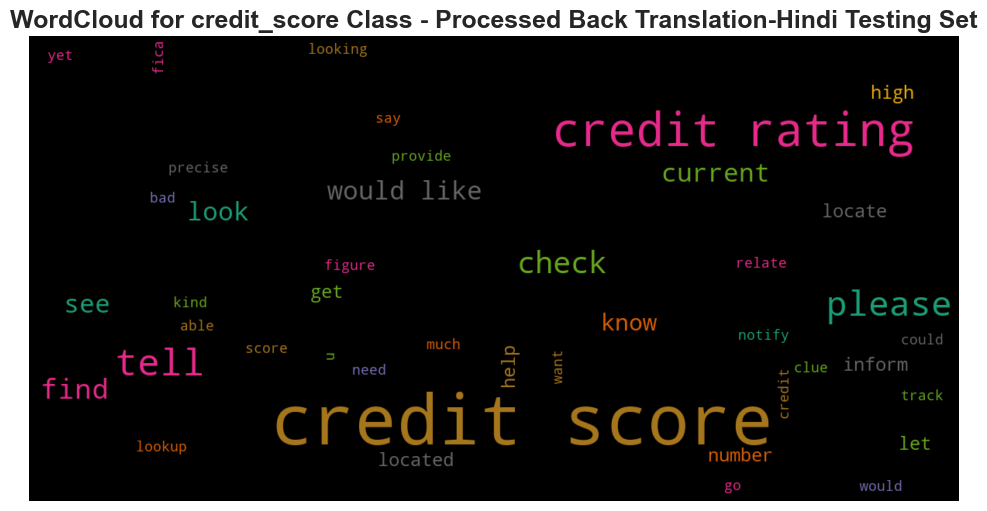 WordCloud for credit_score Class - Processed Back Translation-Hindi Testing Set
yet
fica
looking
high
say
credit rating
provide
precise
current
would like
bad
look
locate
check
figure
relate
get
see
kind
please
know
able
notify
could
score
u
much
help
want
tell
need
clue
inform
find
credit
track
credit score
let
lookup
located
number
go
would